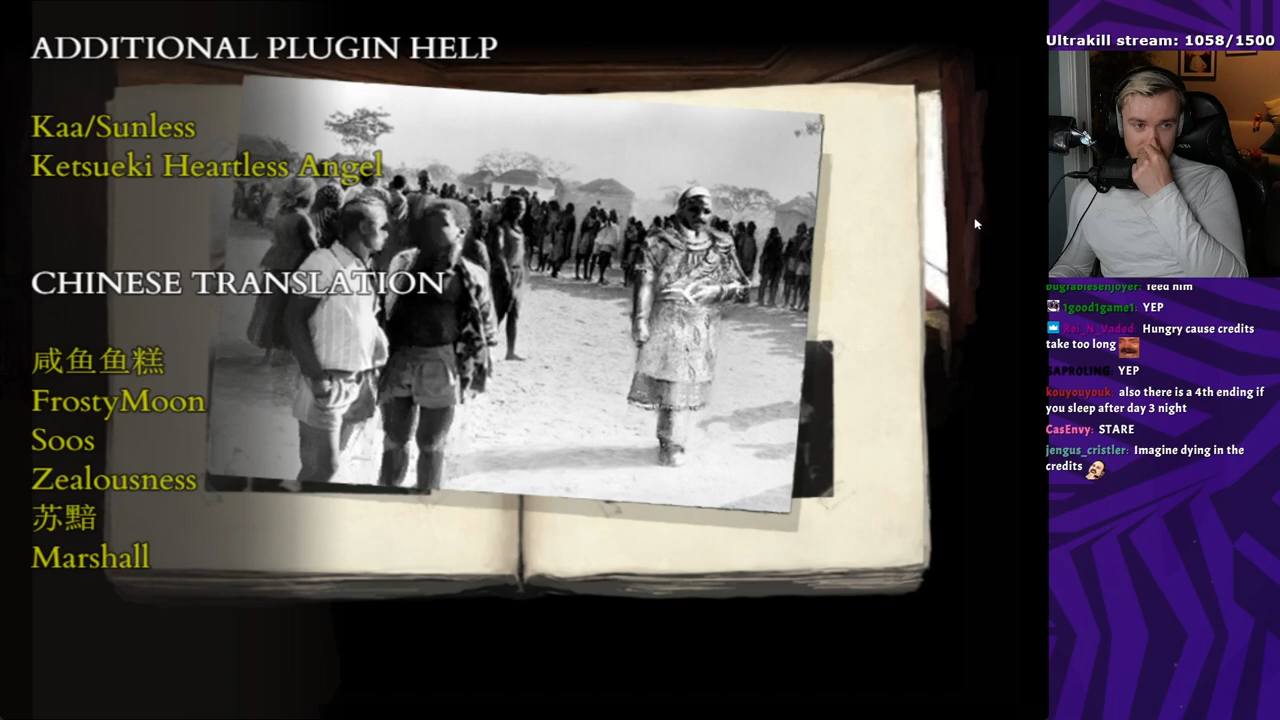 ADDITIONAL PLUGIN HELP
Kaa/Sunless
Ketsueki Heartless Angel
CHINESE TRANSLATION
咸鱼鱼糕
FrostyMoon
Soos
Zealousness
苏黯
Marshall
Ultrakill stream: 1058/1500
bugfablesenjoyer: feed him
1good1game1: YEP
Rei_N_Vaded: Hungry cause credits
take too long
SAPROLING: YEP
kouyouyouk: also there is a 4th ending if
you sleep after day 3 night
CasEnvy: STARE
jengus_cristler: Imagine dying in the
credits